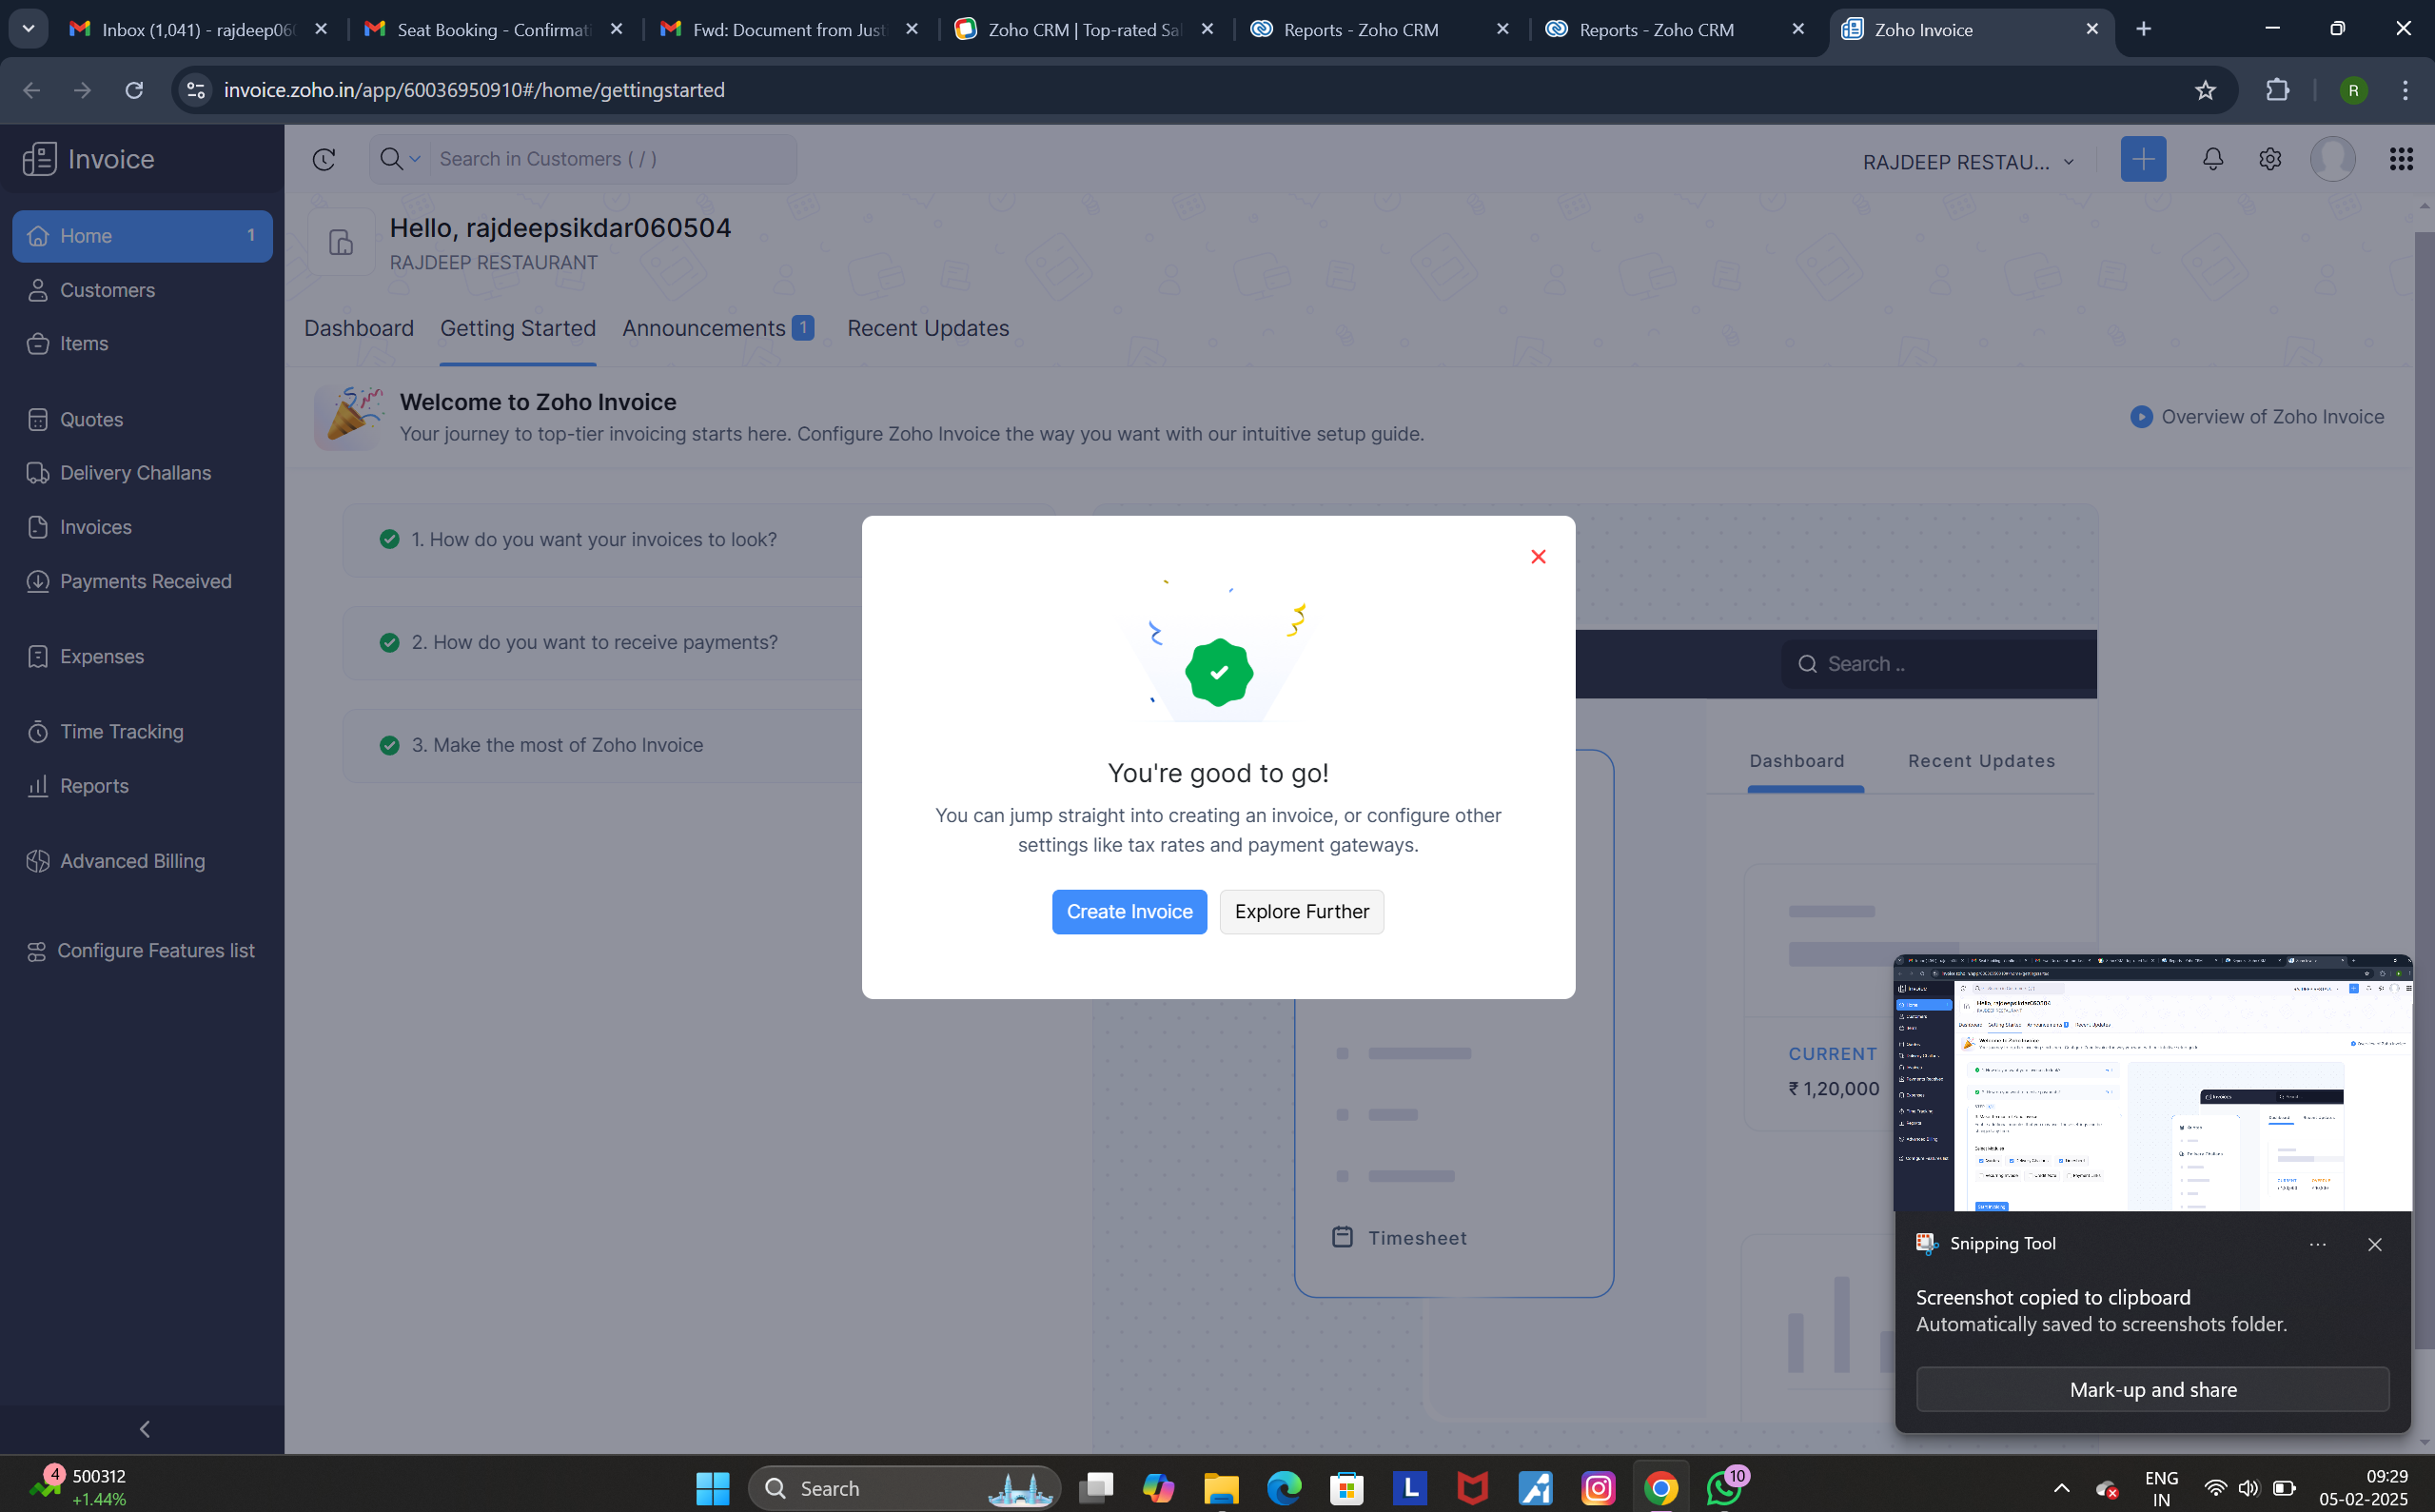 Inbox (1,041) - rajdeep06
Seat Booking - Confirmati
Fwd: Document from Just
Zoho CRM | Top-rated Sal
Reports - Zoho CRM
Reports - Zoho CRM
Zoho Invoice
invoice.zoho.in/app/60036950910#/home/gettingstarted
R
Invoice
Search in Customers ( / )
RAJDEEP RESTAU...
Home 1
Customers
Items
Quotes
Delivery Challans
Invoices
Payments Received
Expenses
Time Tracking
Reports
Advanced Billing
Configure Features list
Hello, rajdeepsikdar060504
RAJDEEP RESTAURANT
Dashboard Getting Started Announcements 1 Recent Updates
Welcome to Zoho Invoice
Your journey to top-tier invoicing starts here. Configure Zoho Invoice the way you want with our intuitive setup guide.
Overview of Zoho Invoice
1. How do you want your invoices to look?
2. How do you want to receive payments?
3. Make the most of Zoho Invoice
You're good to go!
You can jump straight into creating an invoice, or configure other
settings like tax rates and payment gateways.
Create Invoice Explore Further
Search ..
Dashboard Recent Updates
CURRENT
₹ 1,20,000
Timesheet
Snipping Tool
Screenshot copied to clipboard
Automatically saved to screenshots folder.
Mark-up and share
4
500312
+1.44%
Search
L
10
ENG
IN
09:29
05-02-2025